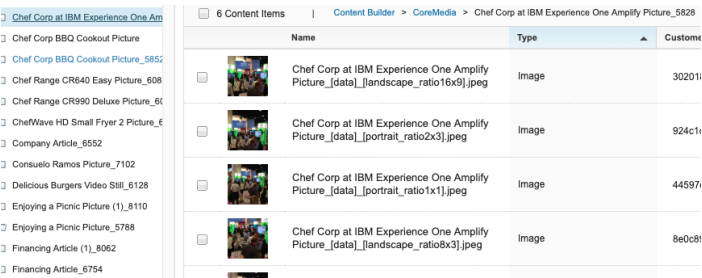 Chef Corp at IBM Experience One Am
Chef Corp BBQ Cookout Picture
Chef Corp BBQ Cookout Picture_5852
Chef Range CR640 Easy Picture_608
Chef Range CR990 Deluxe Picture_60
ChefWave HD Small Fryer 2 Picture_6
Company Article_6552
Consuelo Ramos Picture_7102
Delicious Burgers Video Still_6128
Enjoying a Picnic Picture (1)_8110
Enjoying a Picnic Picture_5788
Financing Article (1)_8062
Financing Article_6754
6 Content Items | Content Builder > CoreMedia > Chef Corp at IBM Experience One Amplify Picture_5828
Name Type Custome
Chef Corp at IBM Experience One Amplify
Picture_[data]_[landscape_ratio16x9].jpeg
Image
302018
Chef Corp at IBM Experience One Amplify
Picture_[data]_[portrait_ratio2x3].jpeg
Image
924c1c
Chef Corp at IBM Experience One Amplify
Picture_[data]_[portrait_ratio1x1].jpeg
Image
44597
Chef Corp at IBM Experience One Amplify
Picture_[data]_[landscape_ratio8x3].jpeg
Image
8e0c89